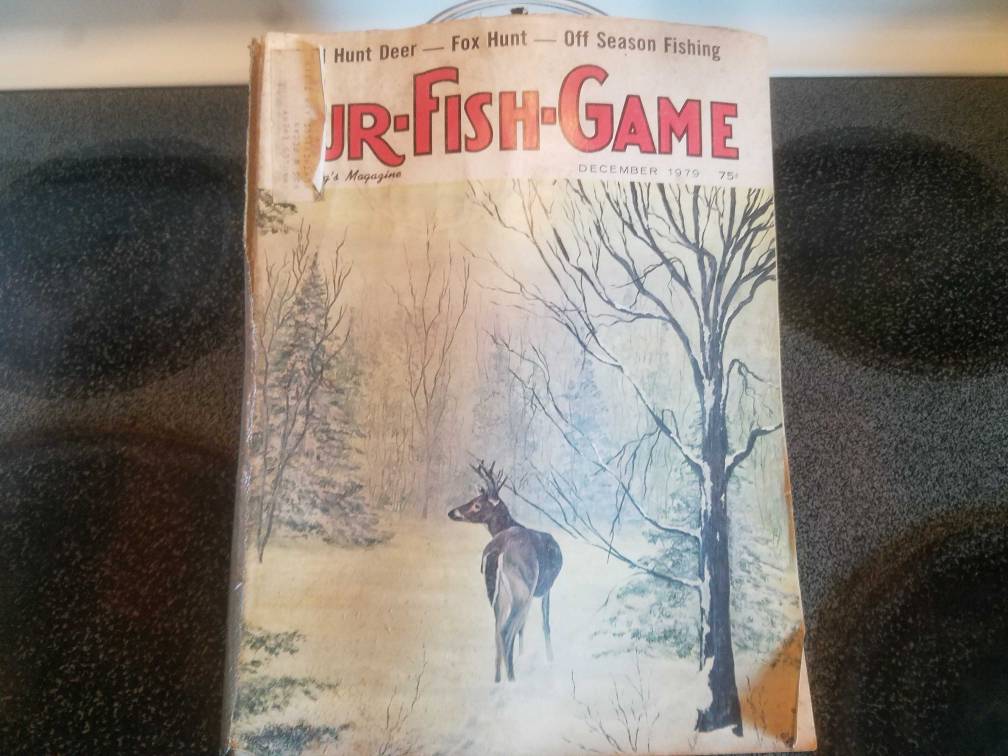 Hunt Deer — Fox Hunt — Off Season Fishing
UR-FISH-GAME
g's Magazine
DECEMBER 1979 75¢